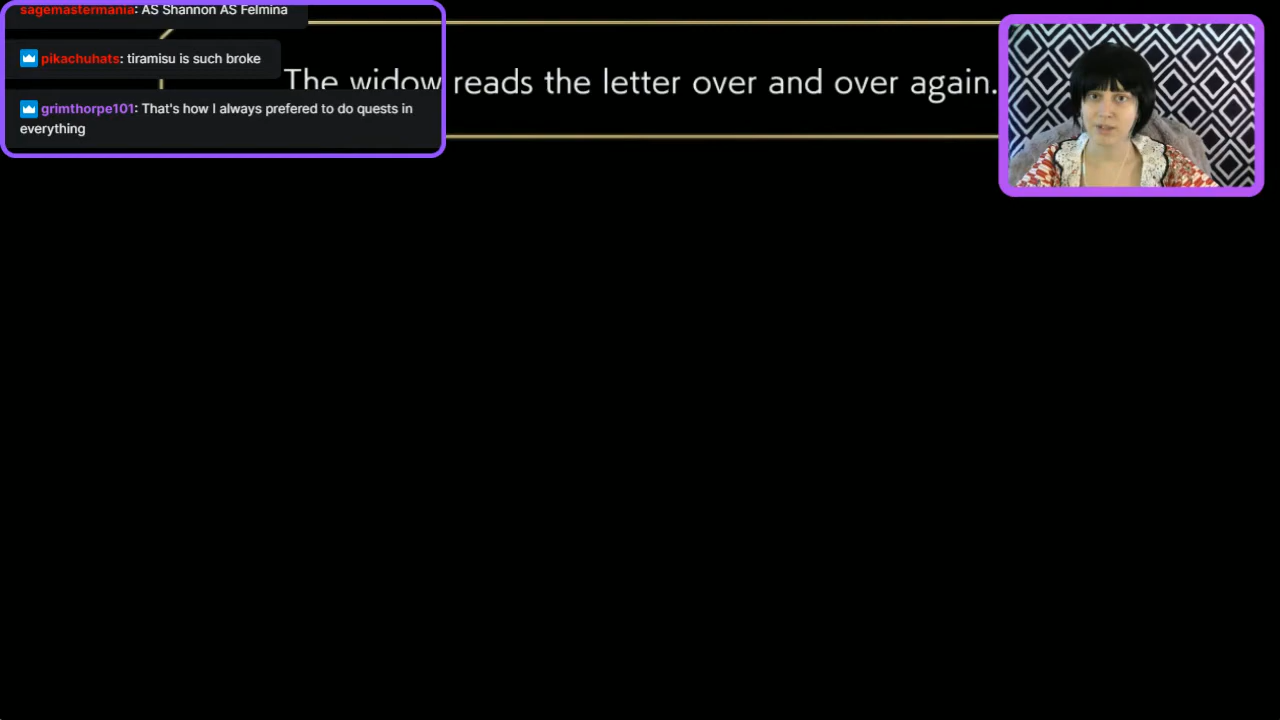 sagemastermania: AS Shannon AS Felmina
pikachuhats: tiramisu is such broke
grimthorpe101: That's how I always prefered to do quests in
everything
The widow reads the letter over and over again.